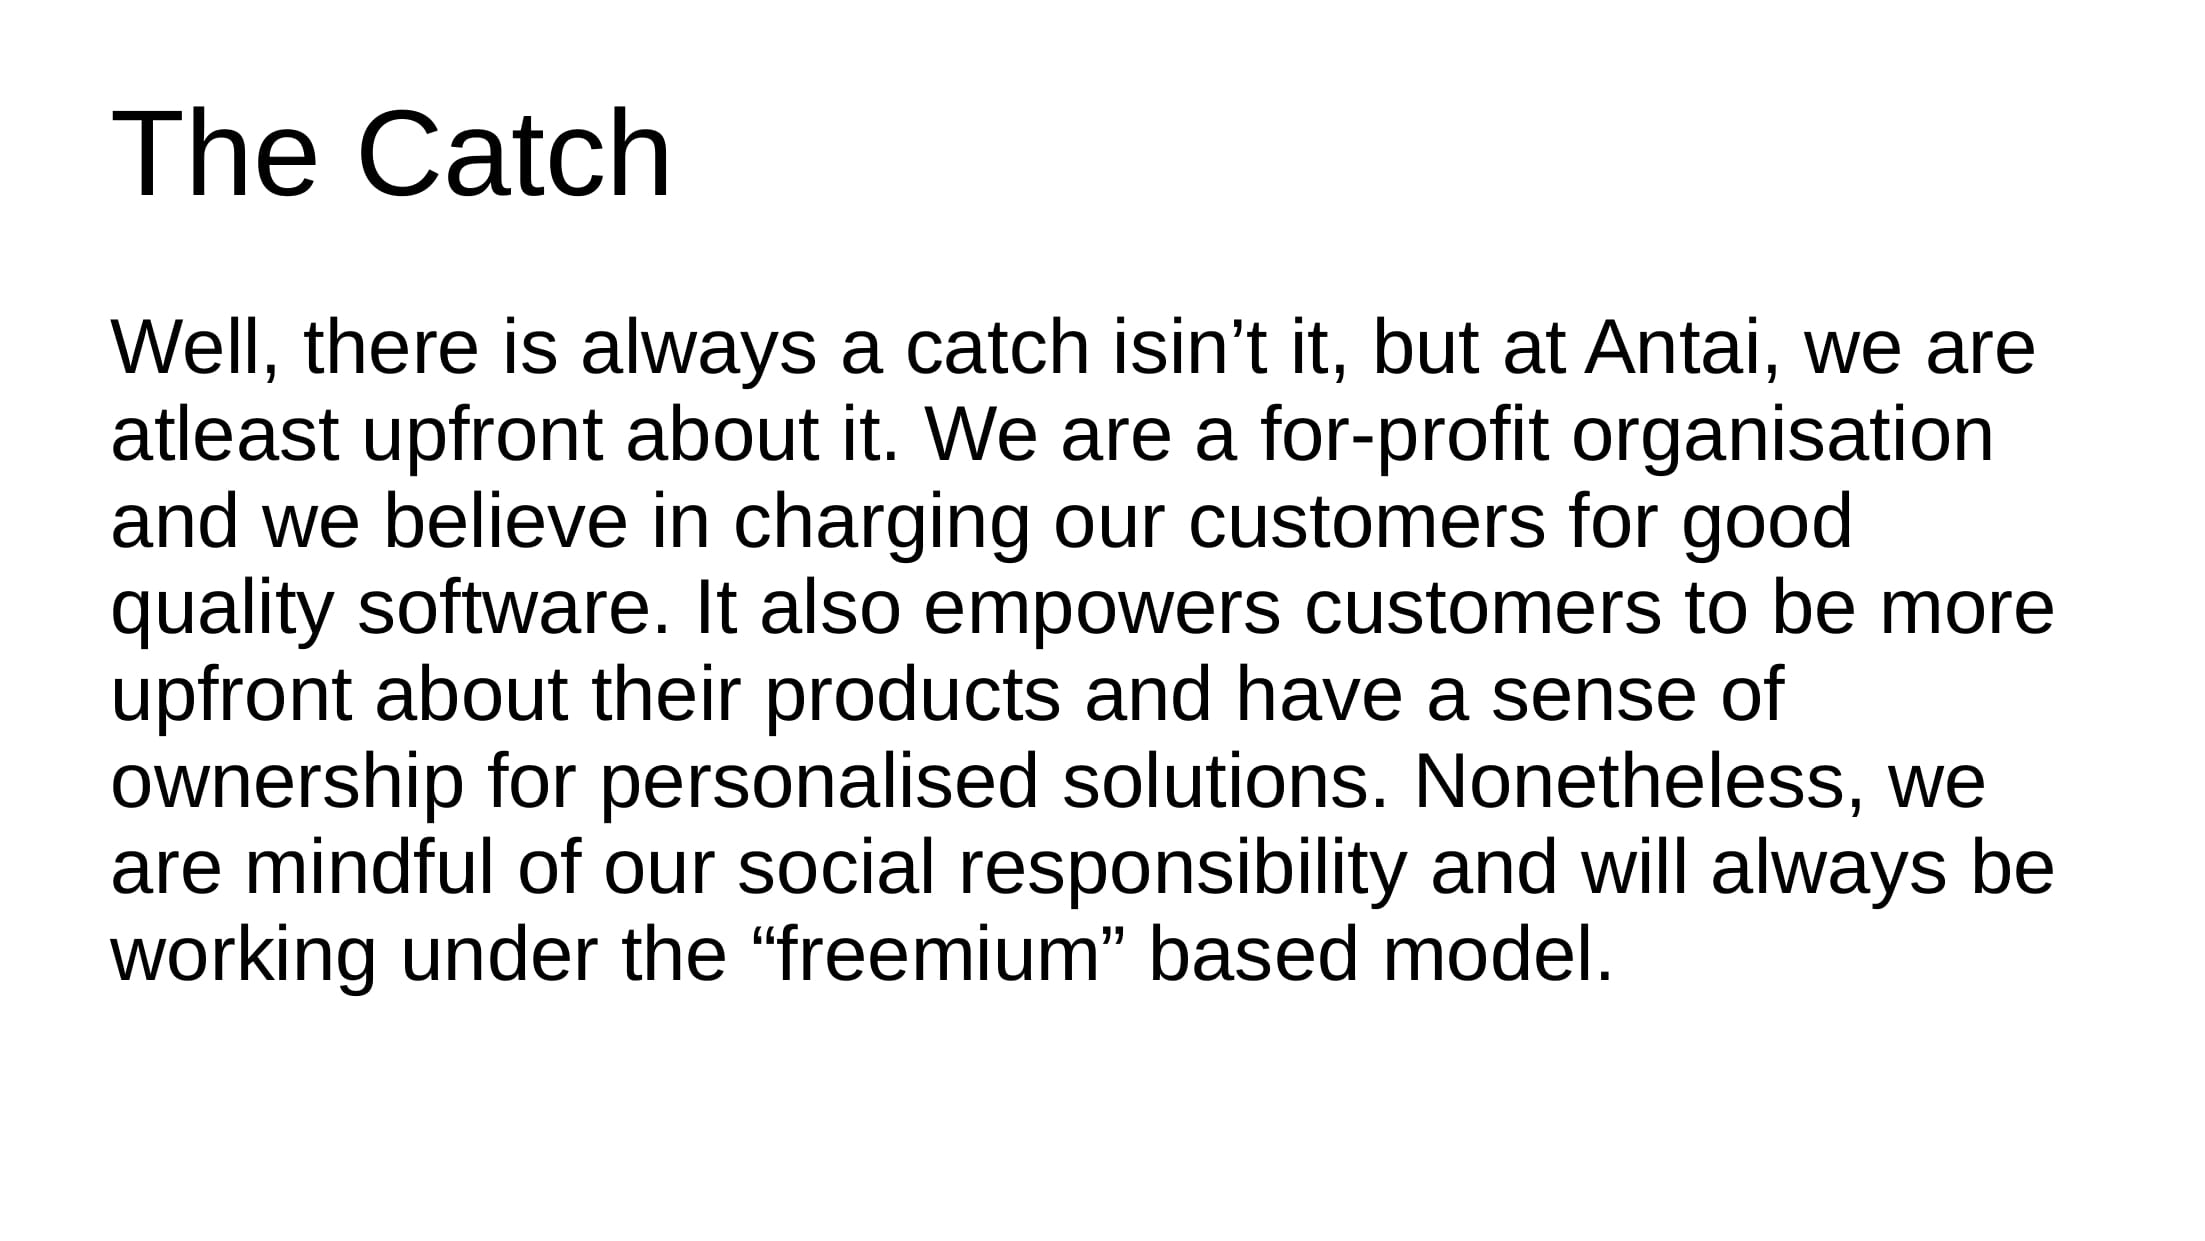 The Catch
Well, there is always a catch isin’t it, but at Antai, we are
atleast upfront about it. We are a for-profit organisation
and we believe in charging our customers for good
quality software. It also empowers customers to be more
upfront about their products and have a sense of
ownership for personalised solutions. Nonetheless, we
are mindful of our social responsibility and will always be
working under the “freemium” based model.